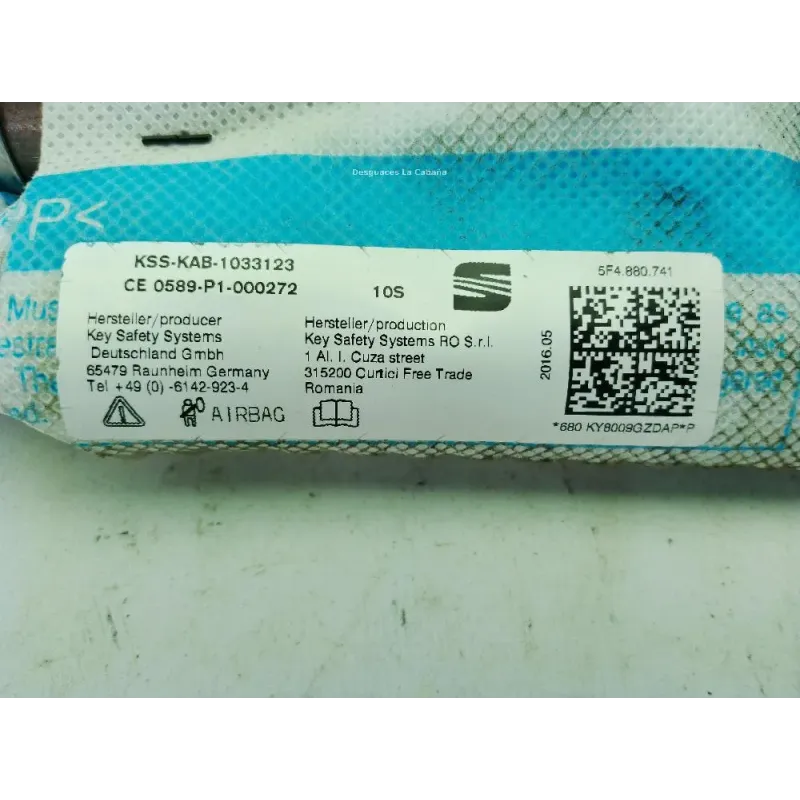 Desguaces La Cabaña
PP<
KSS-KAB-1033123
CE 0589-P1-000272
10S
5F4.880.741
Hersteller/producer
Key Safety Systems
Deutschland Gmbh
65479 Raunheim Germany
Tel +49 (0) -6142-923-4
Hersteller/production
Key Safety Systems RO S.r.l.
1 Al. I. Cuza street
315200 Curtici Free Trade
Romania
2016.05
AIRBAG
*680 KY8009GZDAP*P